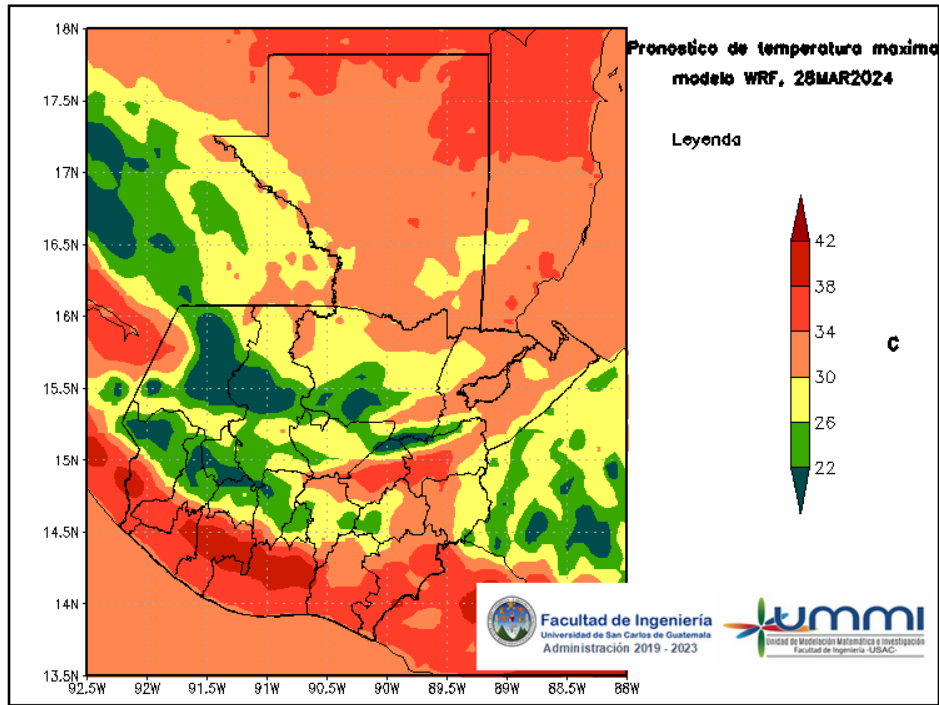 Pronostico de temperatura maxima
modelo WRF, 28MAR2024
Leyenda
42
38
34
30
26
22
C
18N
17.5N
17N
16.5N
16N
15.5N
15N
14.5N
14N
13.5N
92.5W
92W
91.5W
91W
90.5W
90W
89.5W
89W
88.5W
88W
Facultad de Ingeniería
Universidad de San Carlos de Guatemala
Administración 2019 - 2023
UMMI
Unidad de Modelación Matemática e Investigación
Facultad de Ingeniería -USAC-